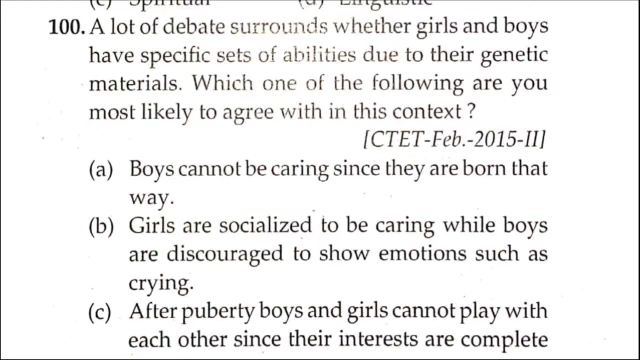 (c) Spiritual (d) Linguistic
100. A lot of debate surrounds whether girls and boys
have specific sets of abilities due to their genetic
materials. Which one of the following are you
most likely to agree with in this context ?
[CTET-Feb.-2015-II]
(a) Boys cannot be caring since they are born that
way.
(b) Girls are socialized to be caring while boys
are discouraged to show emotions such as
crying.
(c) After puberty boys and girls cannot play with
each other since their interests are complete